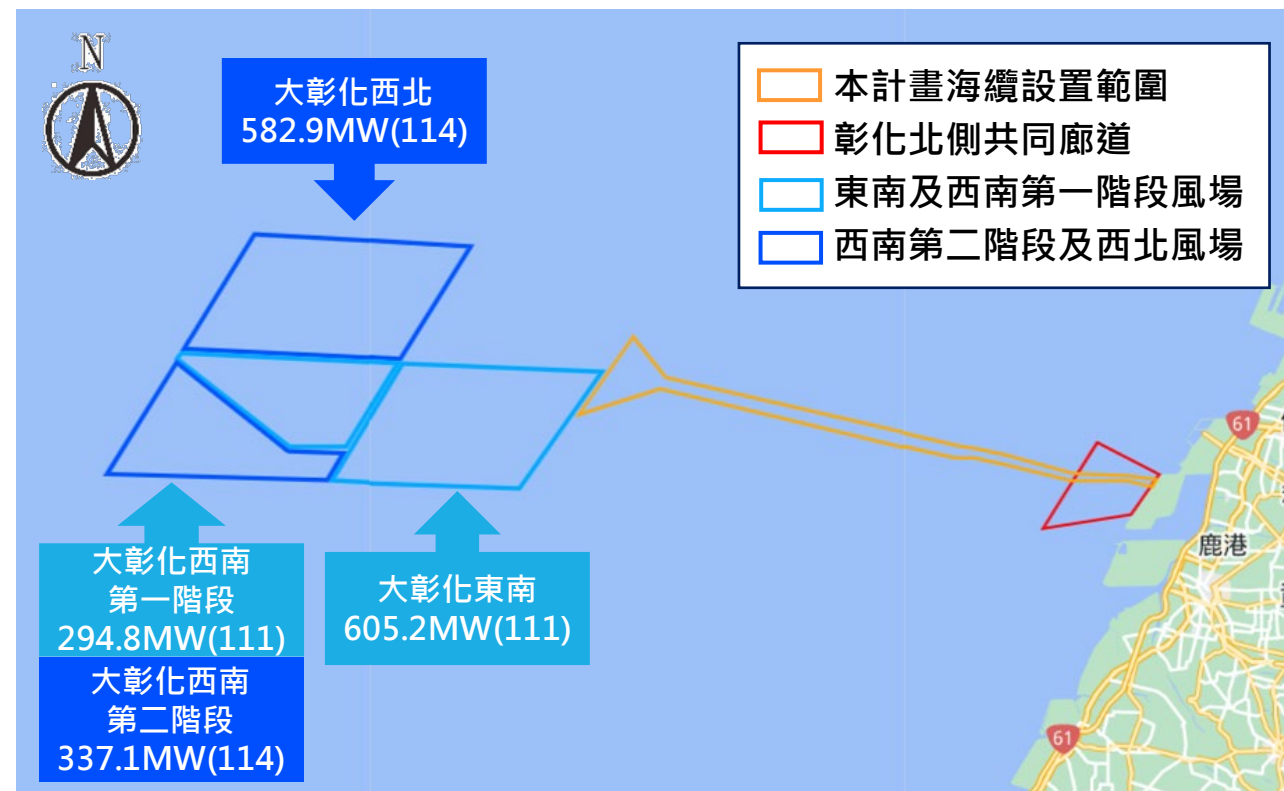 N
大彰化西北
582.9MW(114)
本計畫海纜設置範圍
彰化北側共同廊道
東南及西南第一階段風場
西南第二階段及西北風場
61
鹿港
大彰化西南
第一階段
294.8MW(111)
大彰化東南
605.2MW(111)
大彰化西南
第二階段
337.1MW(114)
61